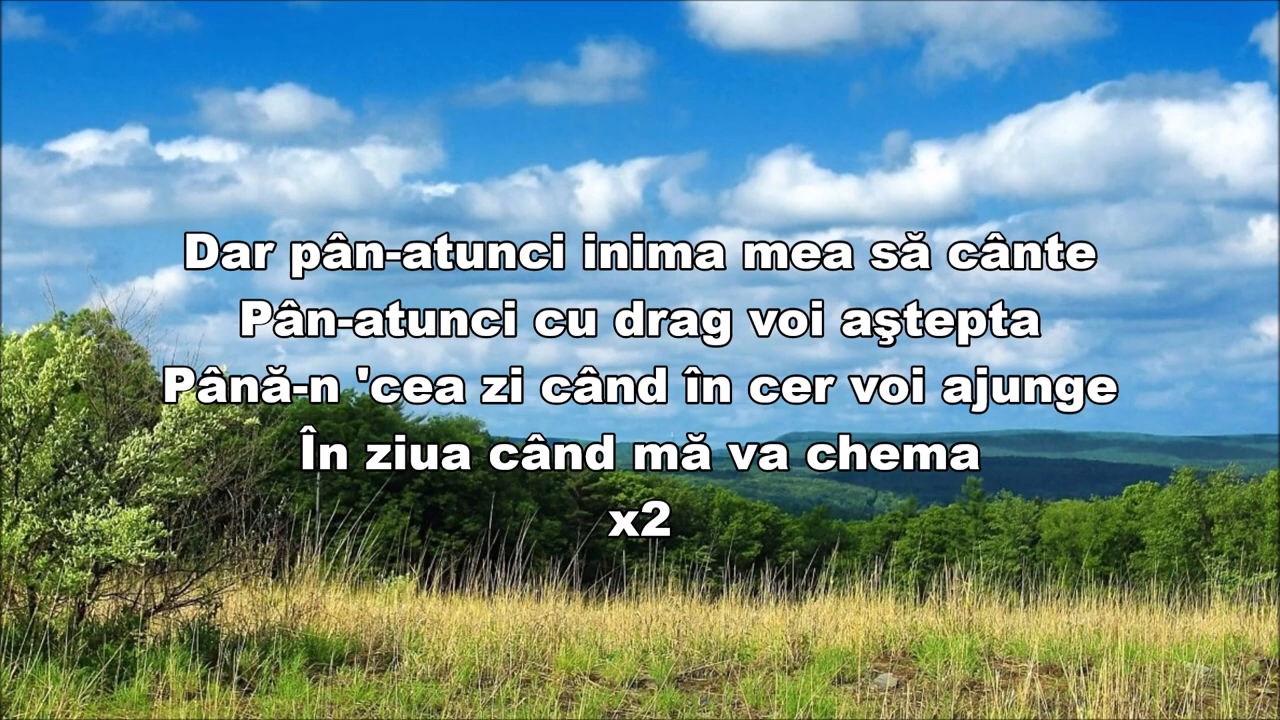 Dar pân-atunci inima mea să cânte
Pân-atunci cu drag voi aştepta
Până-n 'cea zi când în cer voi ajunge
În ziua când mă va chema
x2